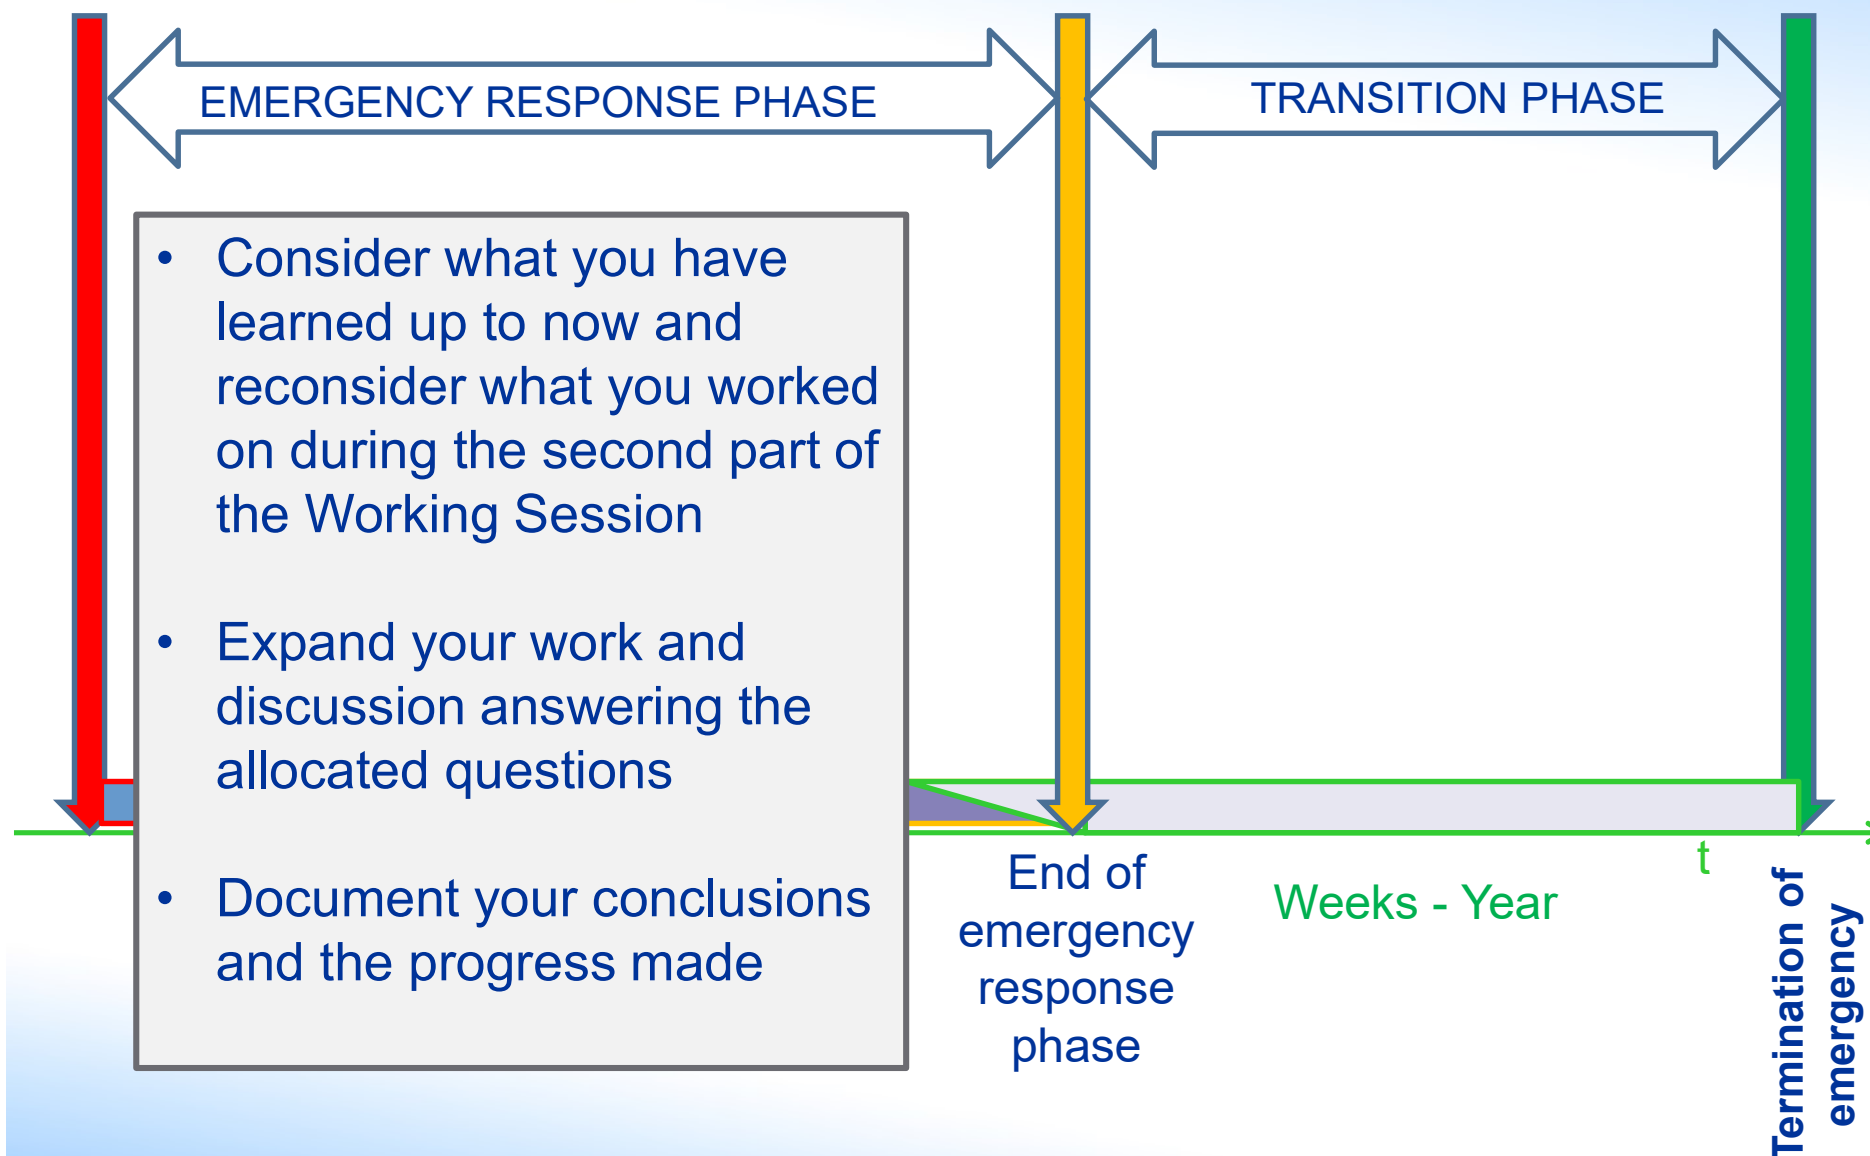 EMERGENCY RESPONSE PHASE
TRANSITION PHASE
• Consider what you have
learned up to now and
reconsider what you worked
on during the second part of
the Working Session
• Expand your work and
discussion answering the
allocated questions
• Document your conclusions
and the progress made
End of
emergency
response
phase
t
Weeks - Year
Termination of
emergency